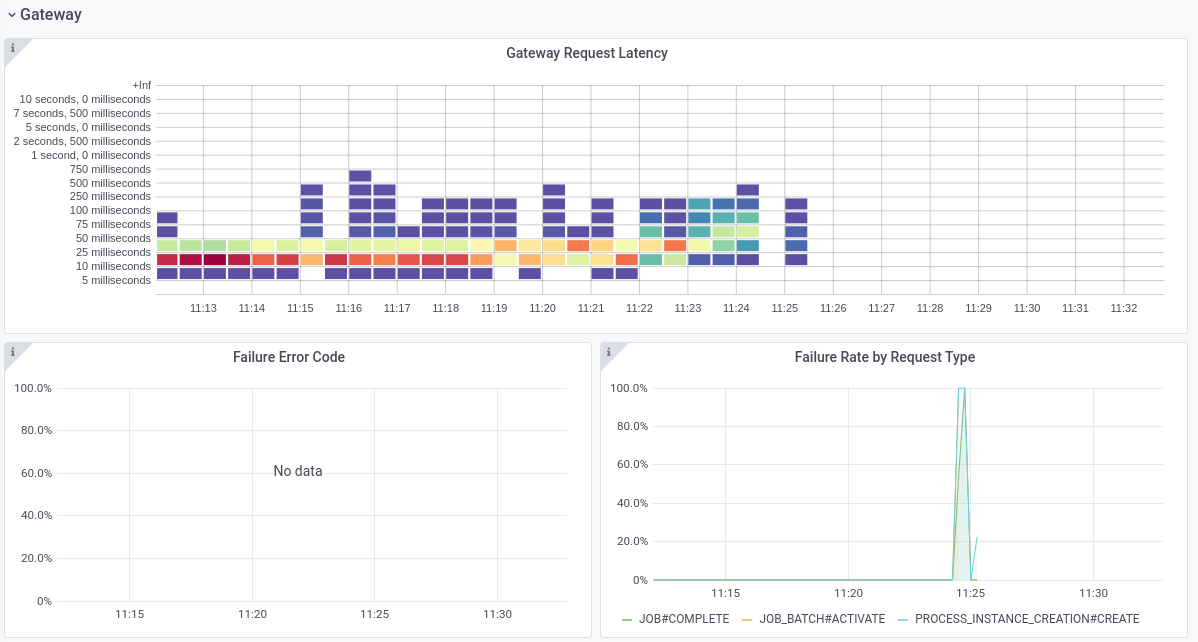 Gateway
i
Gateway Request Latency
+Inf
10 seconds, 0 milliseconds
7 seconds, 500 milliseconds
5 seconds, 0 milliseconds
2 seconds, 500 milliseconds
1 second, 0 milliseconds
750 milliseconds
500 milliseconds
250 milliseconds
100 milliseconds
75 milliseconds
50 milliseconds
25 milliseconds
10 milliseconds
5 milliseconds
11:13 11:14 11:15 11:16 11:17 11:18 11:19 11:20 11:21 11:22 11:23 11:24 11:25 11:26 11:27 11:28 11:29 11:30 11:31 11:32
i
Failure Error Code
100.0%
80.0%
60.0%
40.0%
20.0%
0%
No data
11:15 11:20 11:25 11:30
i
Failure Rate by Request Type
100.0%
80.0%
60.0%
40.0%
20.0%
0%
11:15 11:20 11:25 11:30
JOB#COMPLETE JOB_BATCH#ACTIVATE PROCESS_INSTANCE_CREATION#CREATE